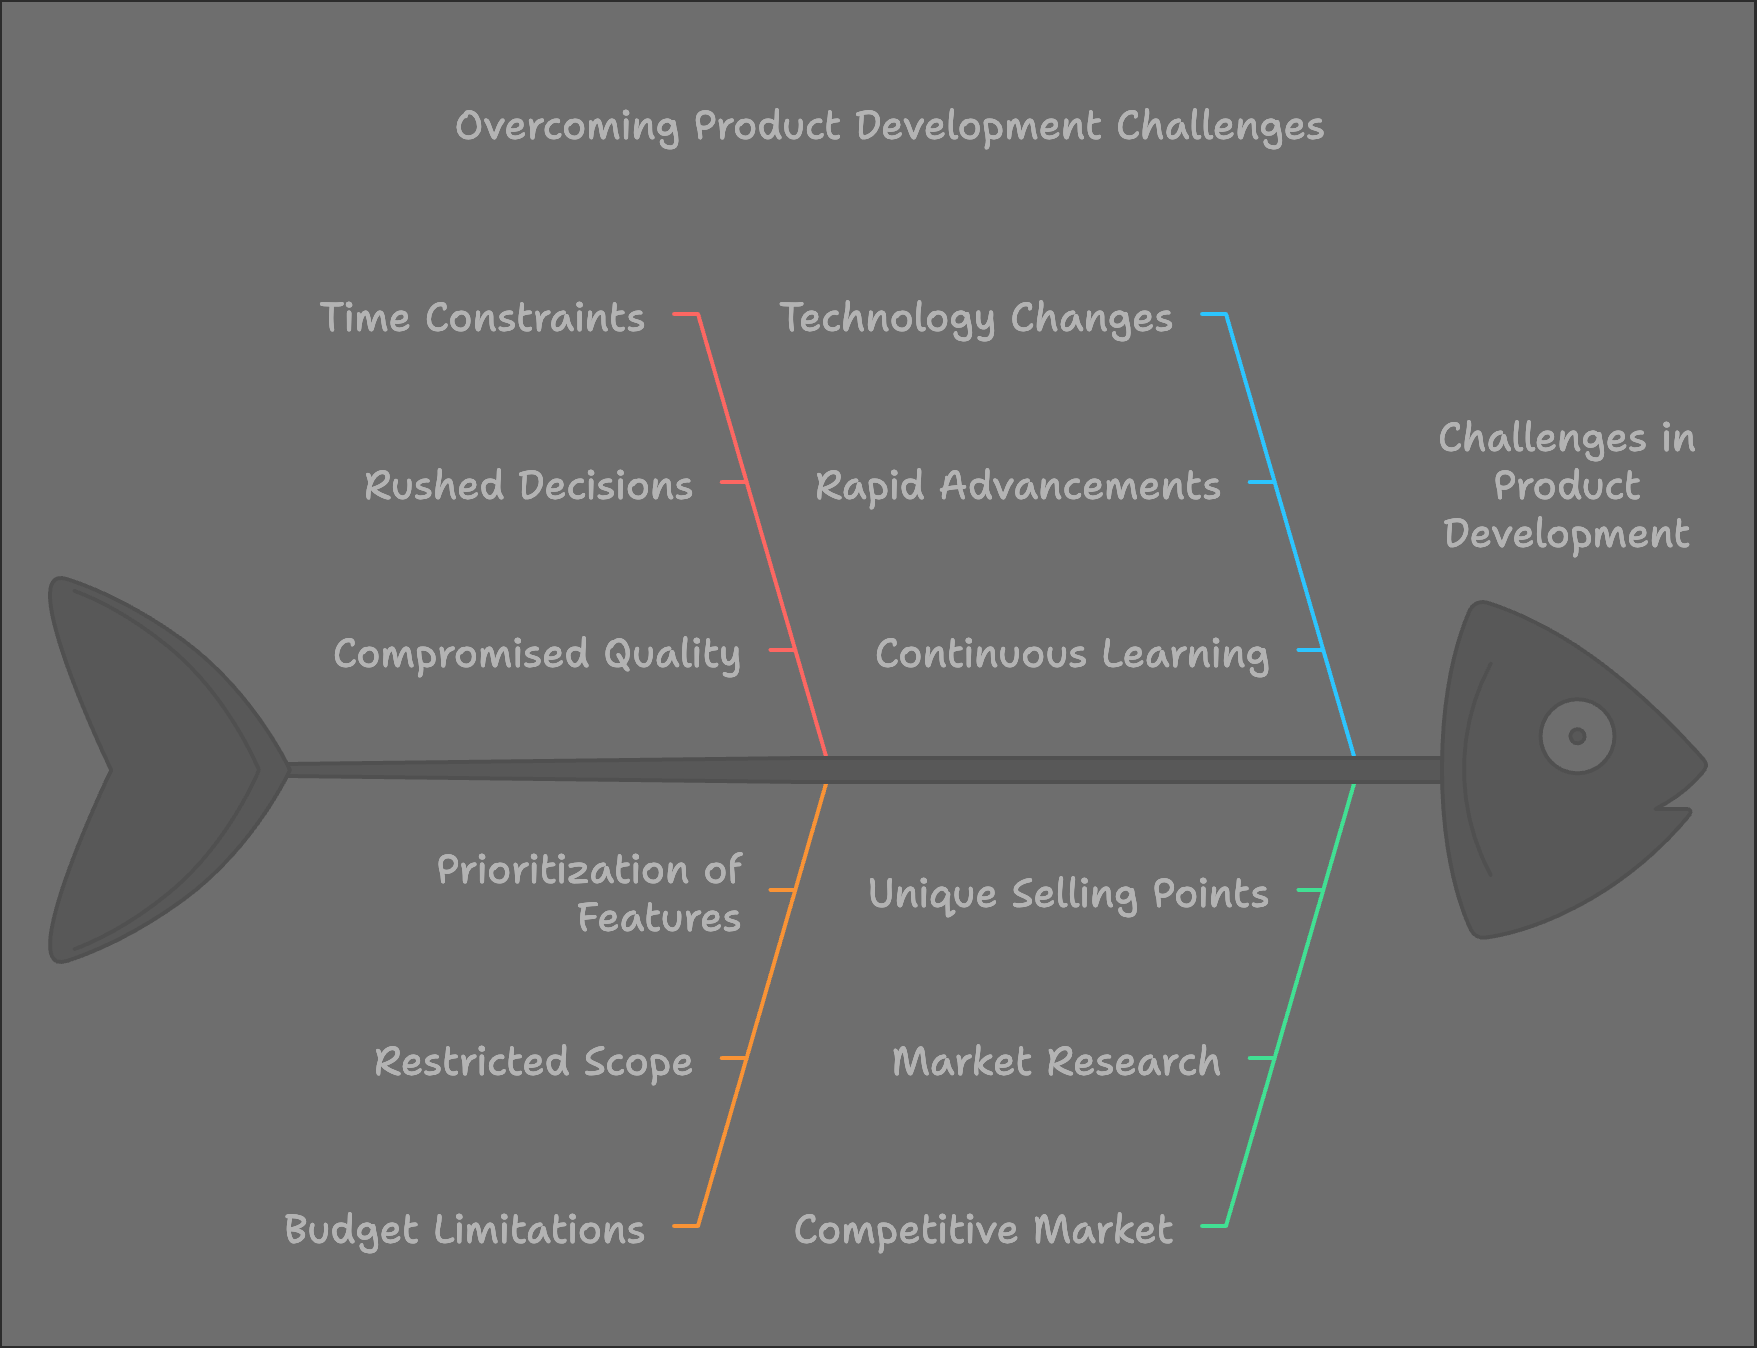 Overcoming Product Development Challenges
Time Constraints
Rushed Decisions
Compromised Quality
Technology Changes
Rapid Advancements
Continuous Learning
Challenges in
Product
Development
Prioritization of
Features
Restricted Scope
Budget Limitations
Unique Selling Points
Market Research
Competitive Market